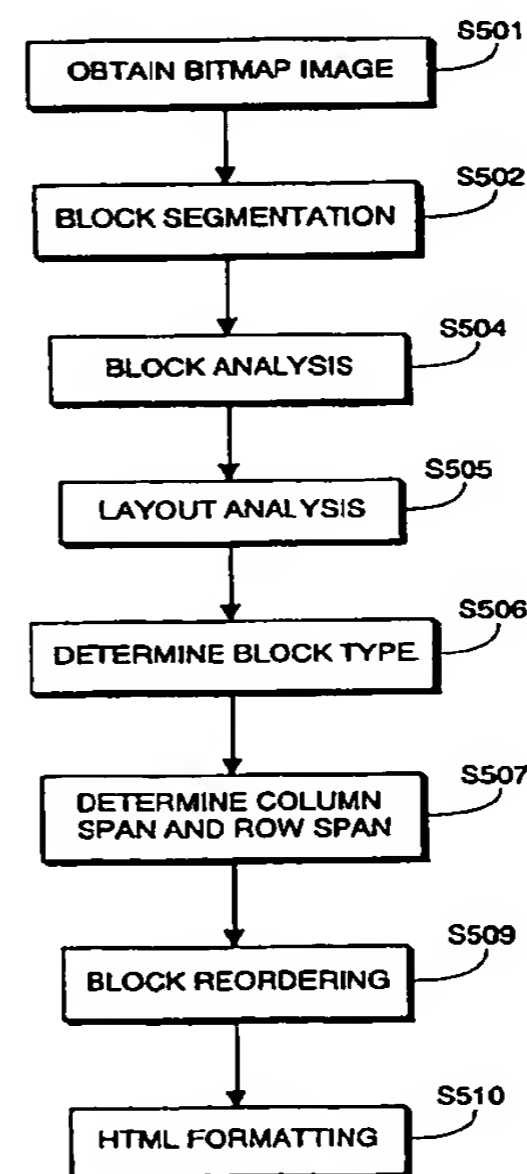 S501
OBTAIN BITMAP IMAGE
S502
BLOCK SEGMENTATION
S504
BLOCK ANALYSIS
S505
LAYOUT ANALYSIS
S506
DETERMINE BLOCK TYPE
S507
DETERMINE COLUMN
SPAN AND ROW SPAN
S509
BLOCK REORDERING
S510
HTML FORMATTING